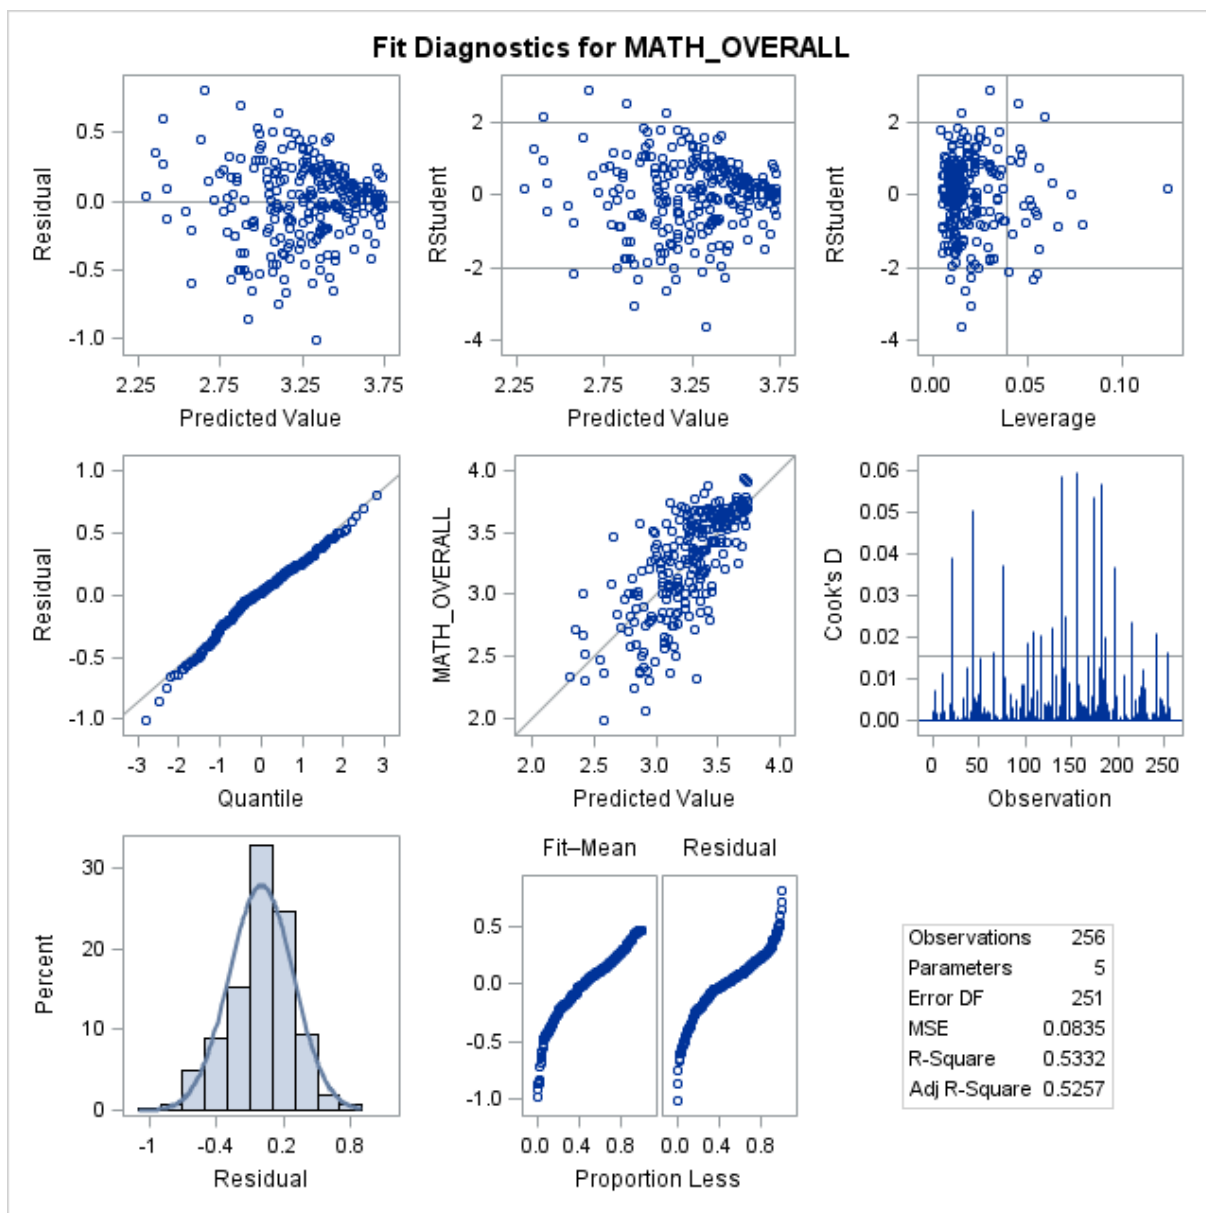 Fit Diagnostics for MATH_OVERALL
0.5
0.0
-0.5
-1.0
Residual
2.25 2.75 3.25 3.75
Predicted Value
2
0
-2
-4
RStudent
2.25 2.75 3.25 3.75
Predicted Value
2
0
-2
-4
RStudent
0.00 0.05 0.10
Leverage
1.0
0.5
0.0
-0.5
-1.0
Residual
-3 -2 -1 0 1 2 3
Quantile
4.0
3.5
3.0
2.5
2.0
MATH_OVERALL
2.0 2.5 3.0 3.5 4.0
Predicted Value
0.06
0.05
0.04
0.03
0.02
0.01
0.00
Cook's D
0 50 100 150 200 250
Observation
30
20
10
0
Percent
-1 -0.4 0.2 0.8
Residual
Fit–Mean Residual
0.5
0.0
-0.5
-1.0
0.0 0.4 0.8 0.0 0.4 0.8
Proportion Less
Observations 256
Parameters 5
Error DF 251
MSE 0.0835
R-Square 0.5332
Adj R-Square 0.5257